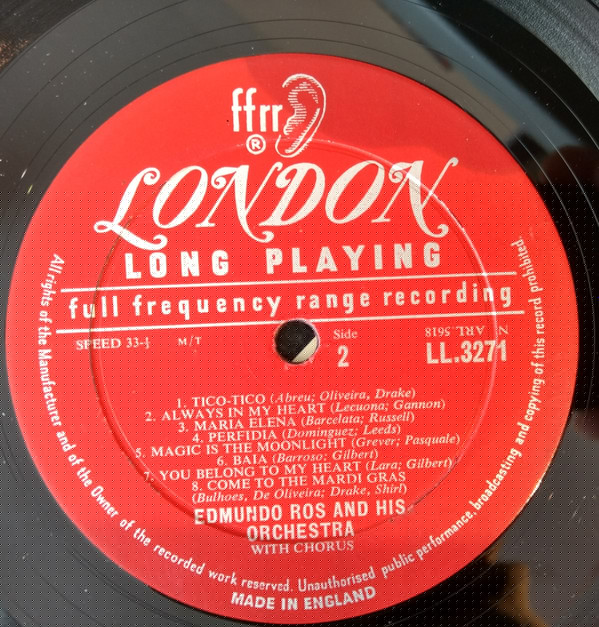 ffrr
®
LONDON
LONG PLAYING
full frequency range recording
SPEED 33-⅓ M/T
Side
2
N. ARL.5618
LL.3271
1. TICO-TICO (Abreu; Oliveira, Drake)
2. ALWAYS IN MY HEART (Lecuona; Gannon)
3. MARIA ELENA (Barcelata; Russell)
4. PERFIDIA (Dominguez; Leeds)
5. MAGIC IS THE MOONLIGHT (Grever; Pasquale)
6. BAIA (Barroso; Gilbert)
7. YOU BELONG TO MY HEART (Lara; Gilbert)
8. COME TO THE MARDI GRAS
(Bulhoes, De Oliveira; Drake, Shirl)
EDMUNDO ROS AND HIS
ORCHESTRA
WITH CHORUS
All rights of the Manufacturer and of the Owner of the recorded work reserved. Unauthorised public performance, broadcasting and copying of this record prohibited.
MADE IN ENGLAND